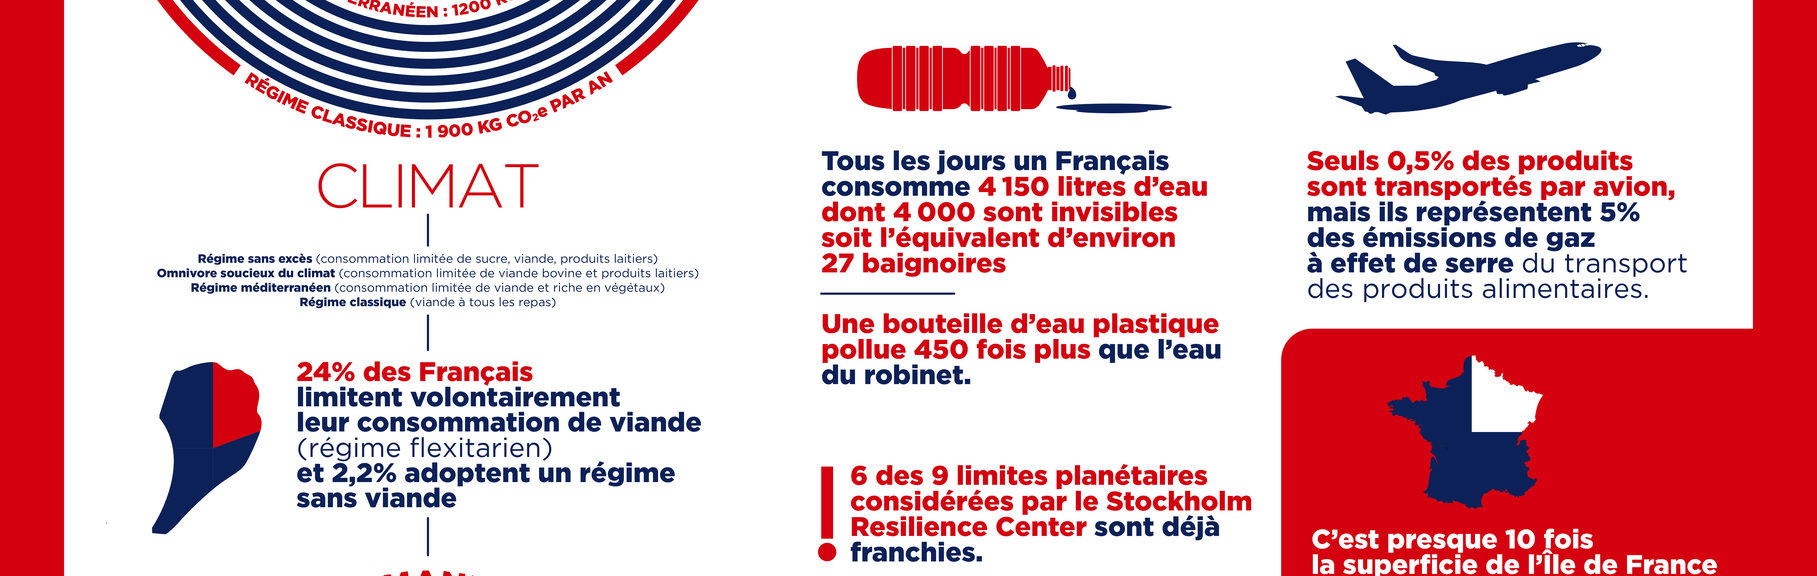 MÉDITERRANÉEN : 1200 K
RÉGIME CLASSIQUE : 1 900 KG CO₂e PAR AN
CLIMAT
Régime sans excès (consommation limitée de sucre, viande, produits laitiers)
Omnivore soucieux du climat (consommation limitée de viande bovine et produits laitiers)
Régime méditerranéen (consommation limitée de viande et riche en végétaux)
Régime classique (viande à tous les repas)
24% des Français
limitent volontairement
leur consommation de viande
(régime flexitarien)
et 2,2% adoptent un régime
sans viande
Tous les jours un Français
consomme 4 150 litres d’eau
dont 4 000 sont invisibles
soit l’équivalent d’environ
27 baignoires
Une bouteille d’eau plastique
pollue 450 fois plus que l’eau
du robinet.
! 6 des 9 limites planétaires
considérées par le Stockholm
Resilience Center sont déjà
franchies.
Seuls 0,5% des produits
sont transportés par avion,
mais ils représentent 5%
des émissions de gaz
à effet de serre du transport
des produits alimentaires.
C’est presque 10 fois
la superficie de l’Île de France